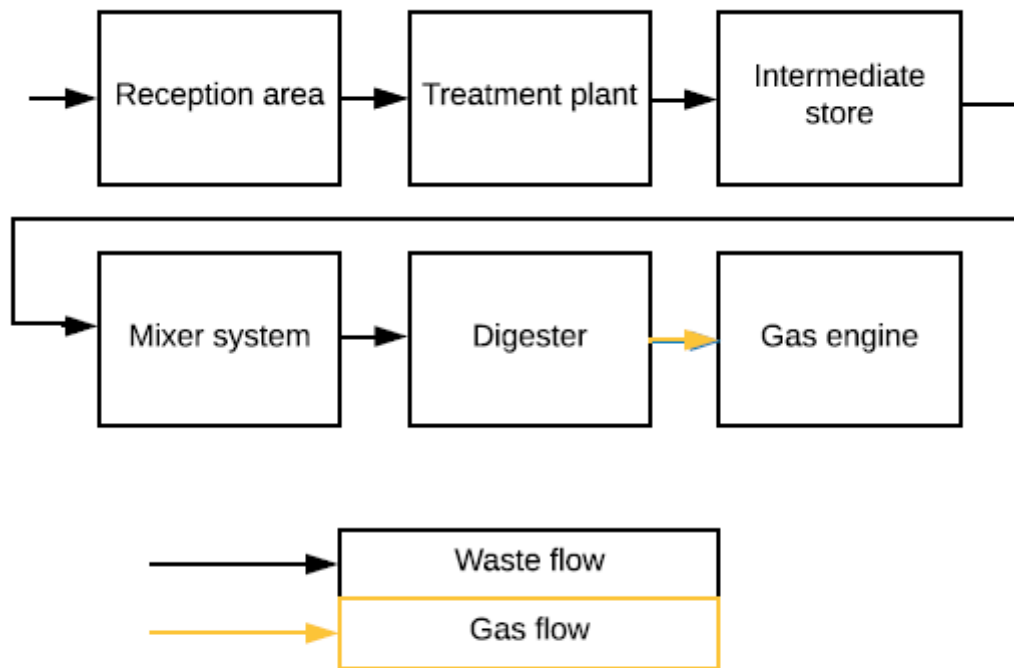 Reception area
Treatment plant
Intermediate
store
Mixer system
Digester
Gas engine
Waste flow
Gas flow